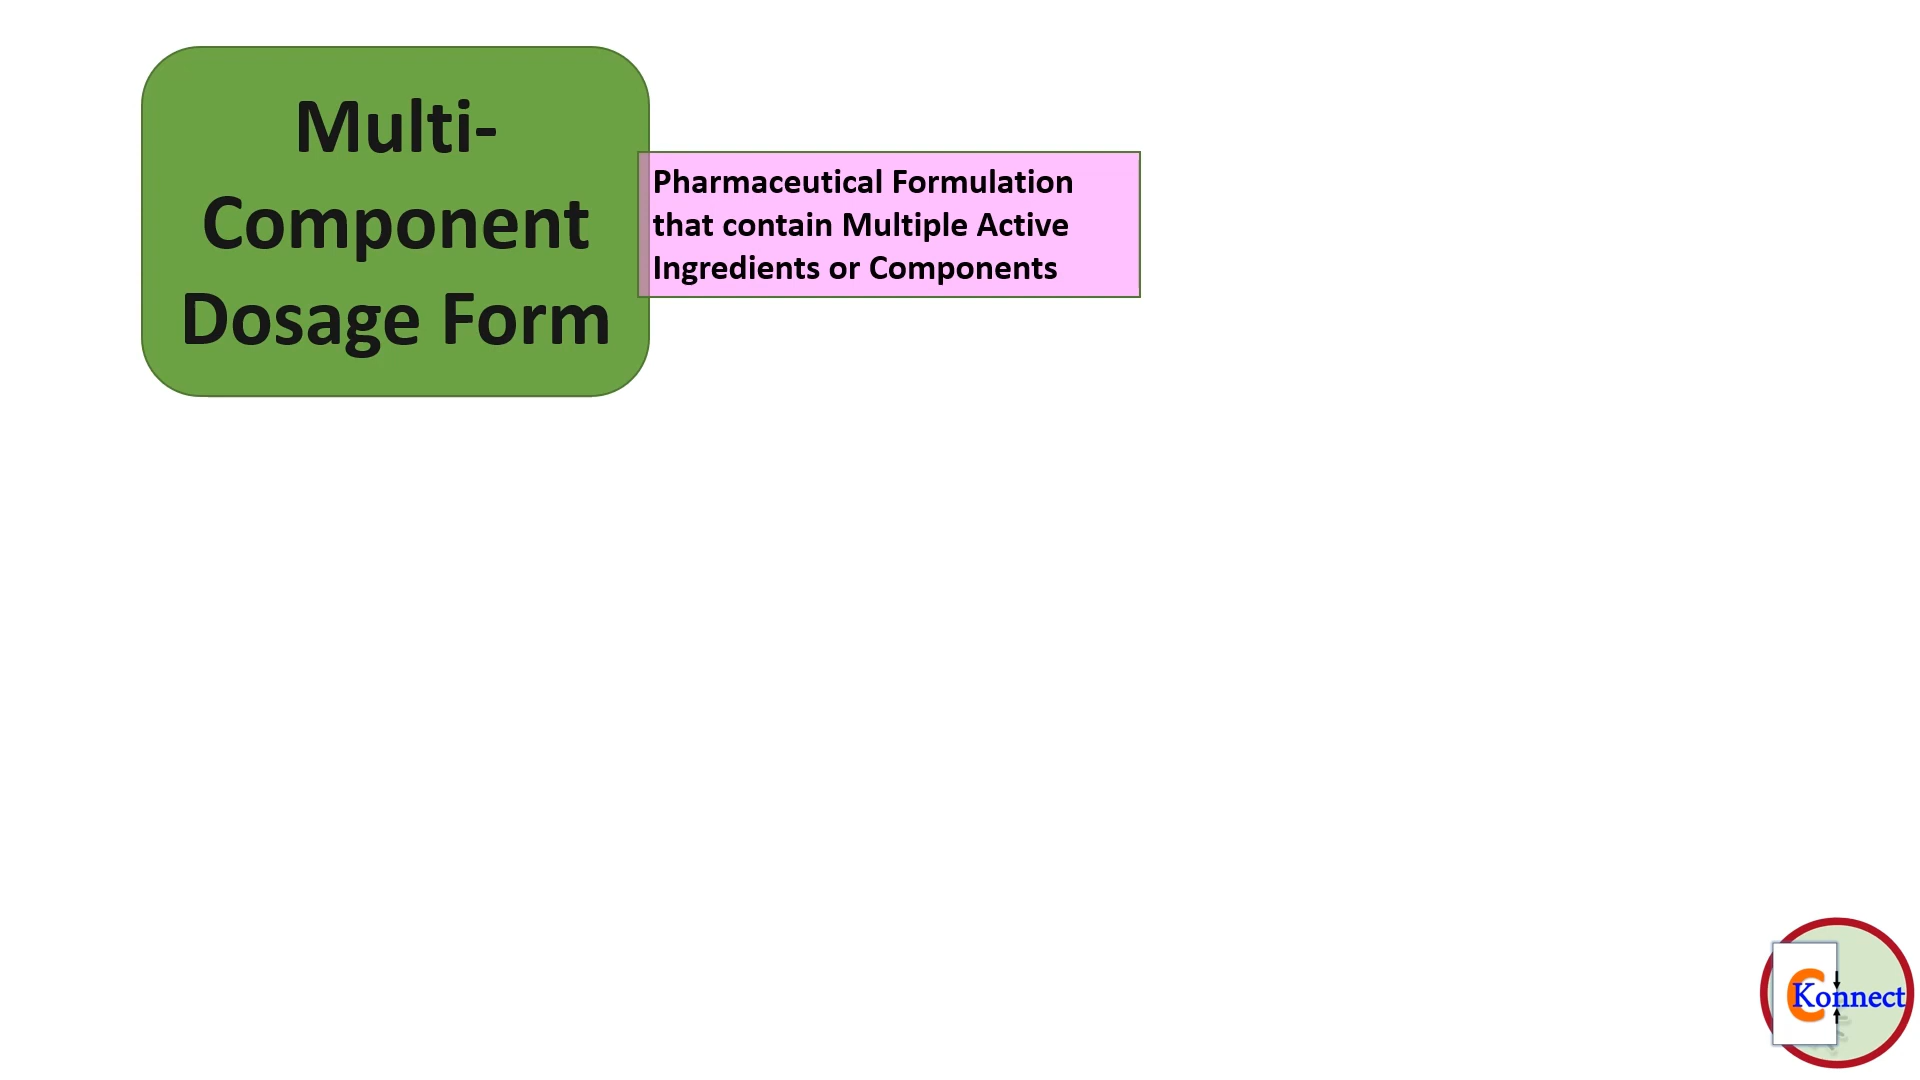 Multi-
Component
Dosage Form
Pharmaceutical Formulation
that contain Multiple Active
Ingredients or Components
C Konnect